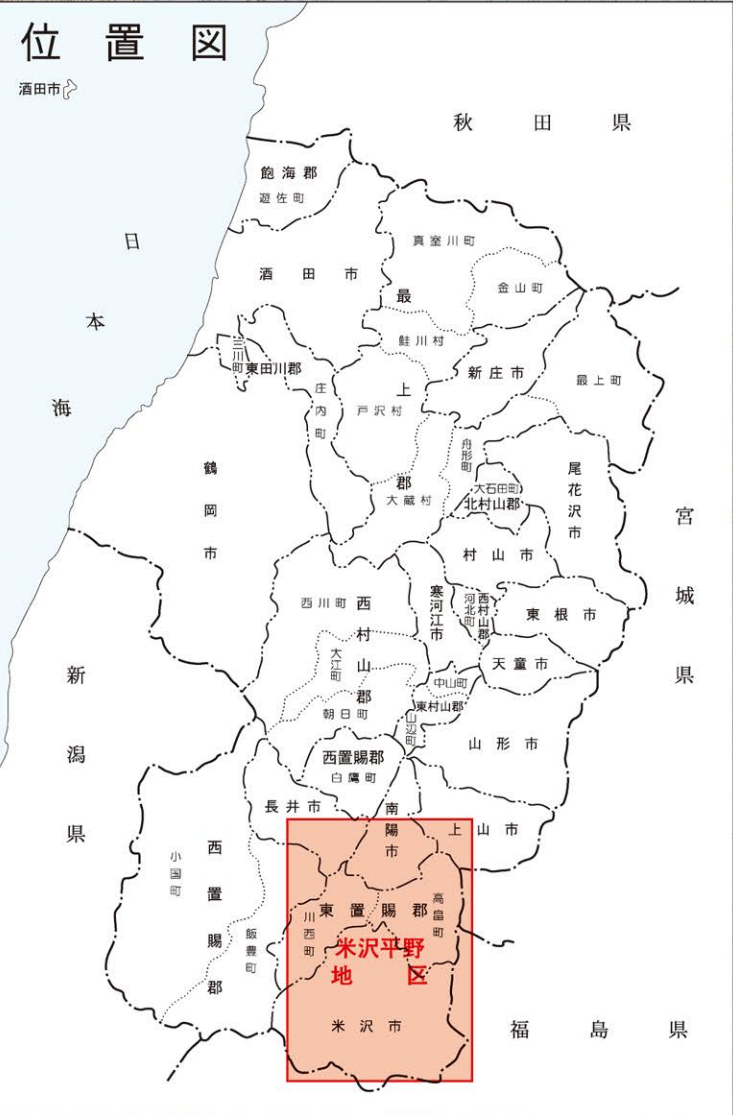 位置図
酒田市
秋田県
飽海郡
遊佐町
日本海
真室川町
酒田市
金山町
最上郡
鮭川村
三川町
東田川郡
新庄市
最上町
庄内町
戸沢村
舟形町
鶴岡市
尾花沢市
大石田町
北村山郡
大蔵村
宮城県
村山市
西川町
西村山郡
寒河江市
河北町
西村山郡
東根市
大江町
天童市
中山町
新潟県
朝日町
東村山郡
山辺町
山形市
西置賜郡
白鷹町
長井市
南陽市
上山市
小国町
西置賜郡
飯豊町
川西町
東置賜郡
高畠町
米沢平野
地区
米沢市
福島県